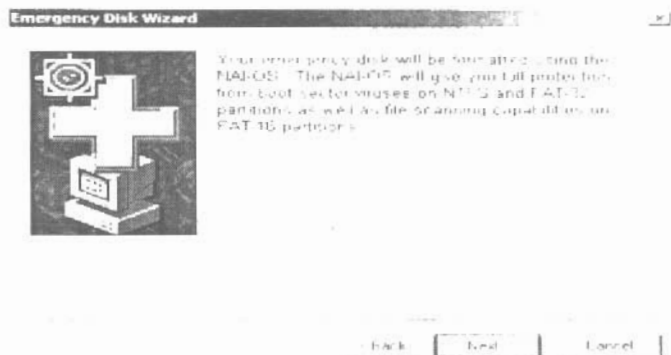 Emergency Disk Wizard
Your emergency disk will be formatted using the
NAI-OS. The NAI-OS will give you full protection
from boot sector viruses on NTFS and FAT-32
partitions as well as file scanning capabilities on
FAT-16 partitions.
< Back Next > Cancel